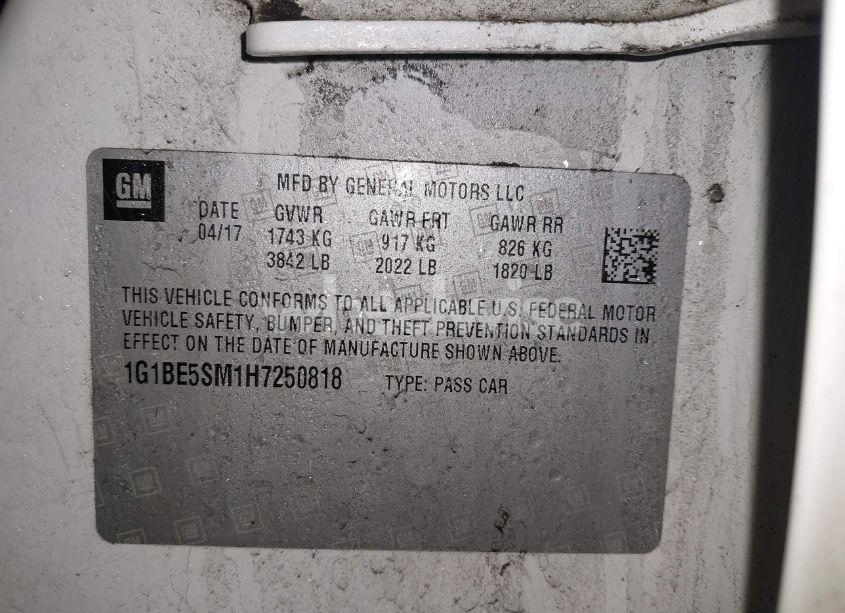 GM
MFD BY GENERAL MOTORS LLC
DATE GVWR GAWR FRT GAWR RR
04/17 1743 KG 917 KG 826 KG
3842 LB 2022 LB 1820 LB
THIS VEHICLE CONFORMS TO ALL APPLICABLE U.S. FEDERAL MOTOR
VEHICLE SAFETY, BUMPER, AND THEFT PREVENTION STANDARDS IN
EFFECT ON THE DATE OF MANUFACTURE SHOWN ABOVE.
1G1BE5SM1H7250818 TYPE: PASS CAR